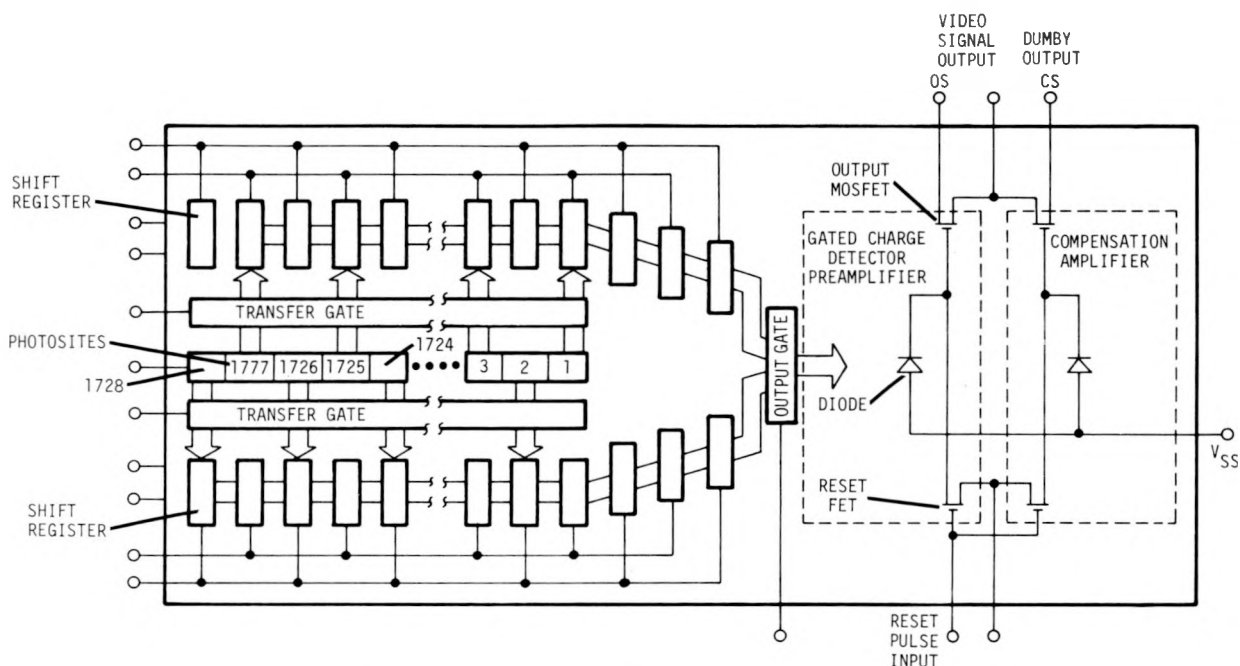 VIDEO
SIGNAL
OUTPUT
OS
DUMBY
OUTPUT
CS
SHIFT
REGISTER
OUTPUT
MOSFET
GATED CHARGE
DETECTOR
PREAMPLIFIER
COMPENSATION
AMPLIFIER
TRANSFER GATE
PHOTOSITES
1724
1728
1777 1726 1725 3 2 1
OUTPUT GATE
TRANSFER GATE
DIODE
VSS
SHIFT
REGISTER
RESET
FET
RESET
PULSE
INPUT